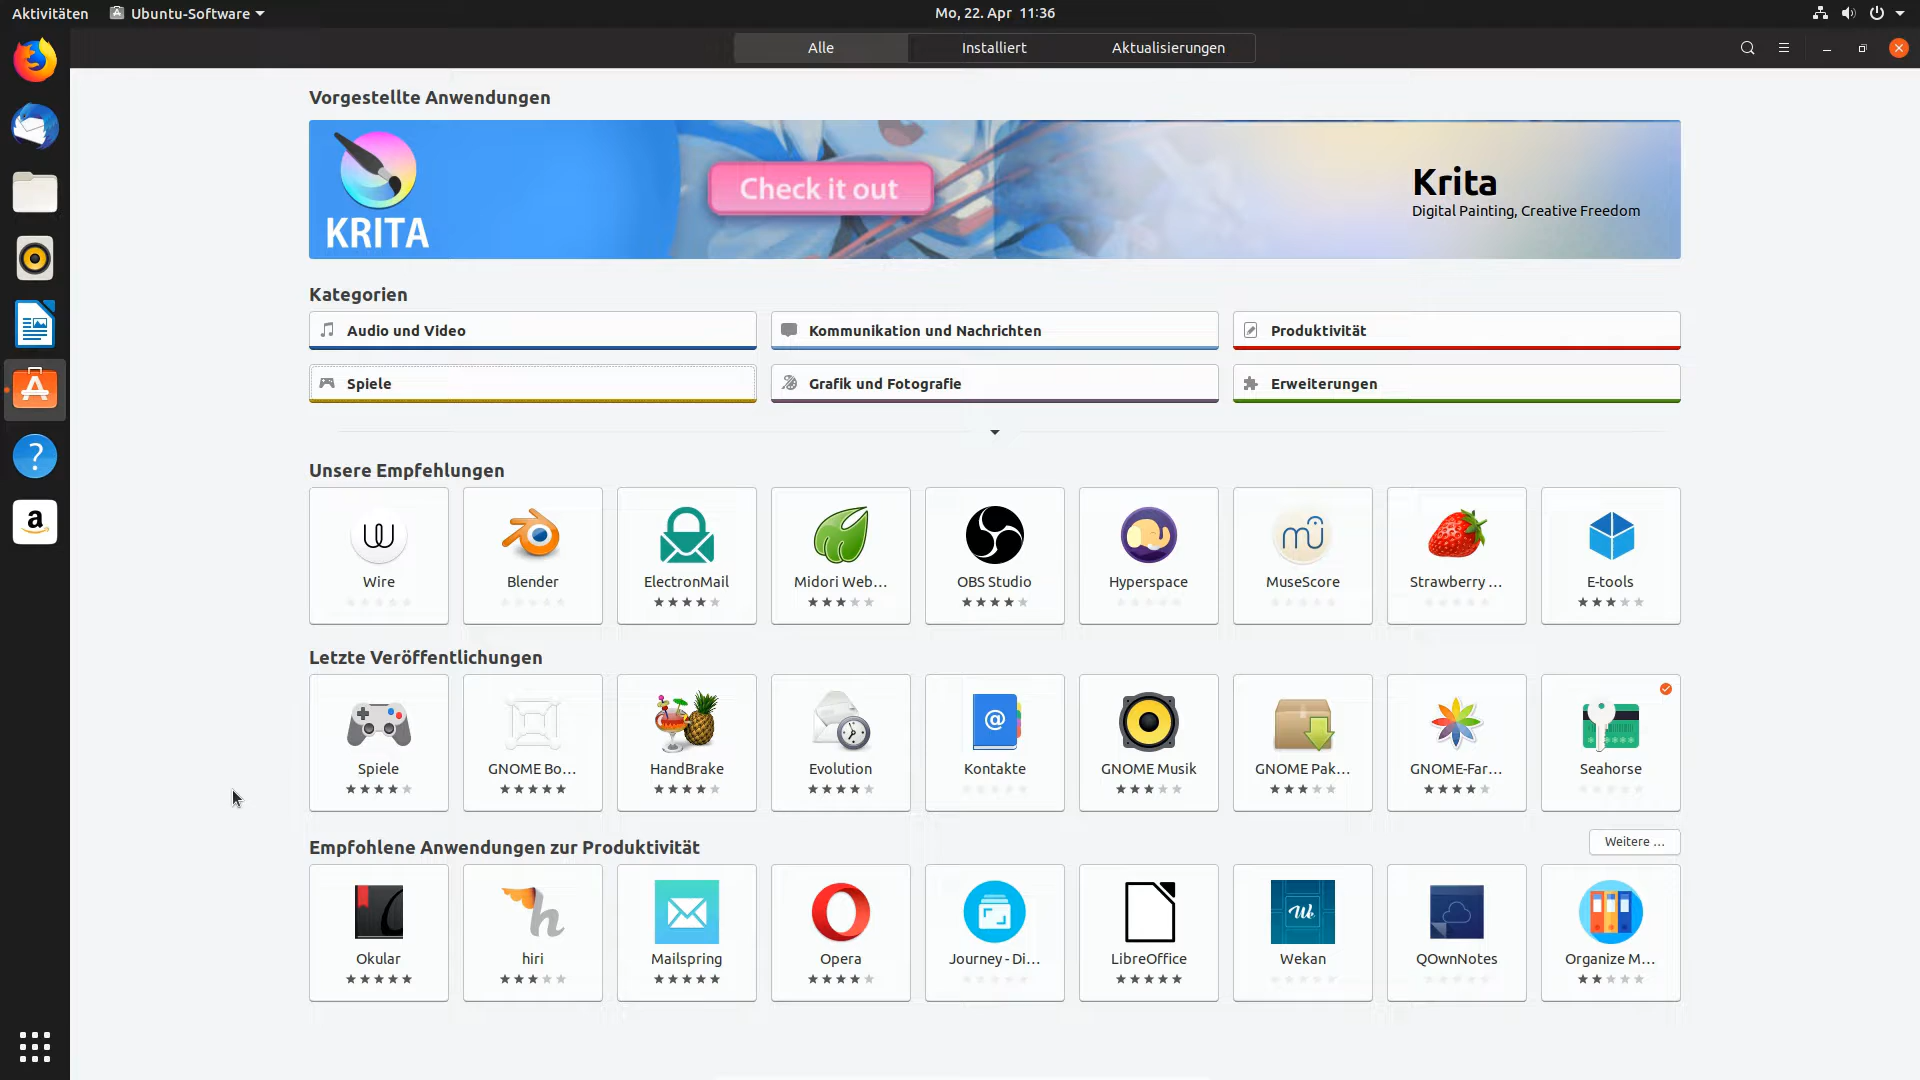 Aktivitäten Ubuntu-Software Mo, 22. Apr 11:36
Alle Installiert Aktualisierungen
Vorgestellte Anwendungen
KRITA
Check it out
Krita
Digital Painting, Creative Freedom
Kategorien
Audio und Video Kommunikation und Nachrichten Produktivität
Spiele Grafik und Fotografie Erweiterungen
Unsere Empfehlungen
Wire Blender ElectronMail Midori Web... OBS Studio Hyperspace MuseScore Strawberry ... E-tools
Letzte Veröffentlichungen
Spiele GNOME Bo... HandBrake Evolution Kontakte GNOME Musik GNOME Pak... GNOME-Far... Seahorse
Empfohlene Anwendungen zur Produktivität Weitere ...
Okular hiri Mailspring Opera Journey - Di... LibreOffice Wekan QOwnNotes Organize M...